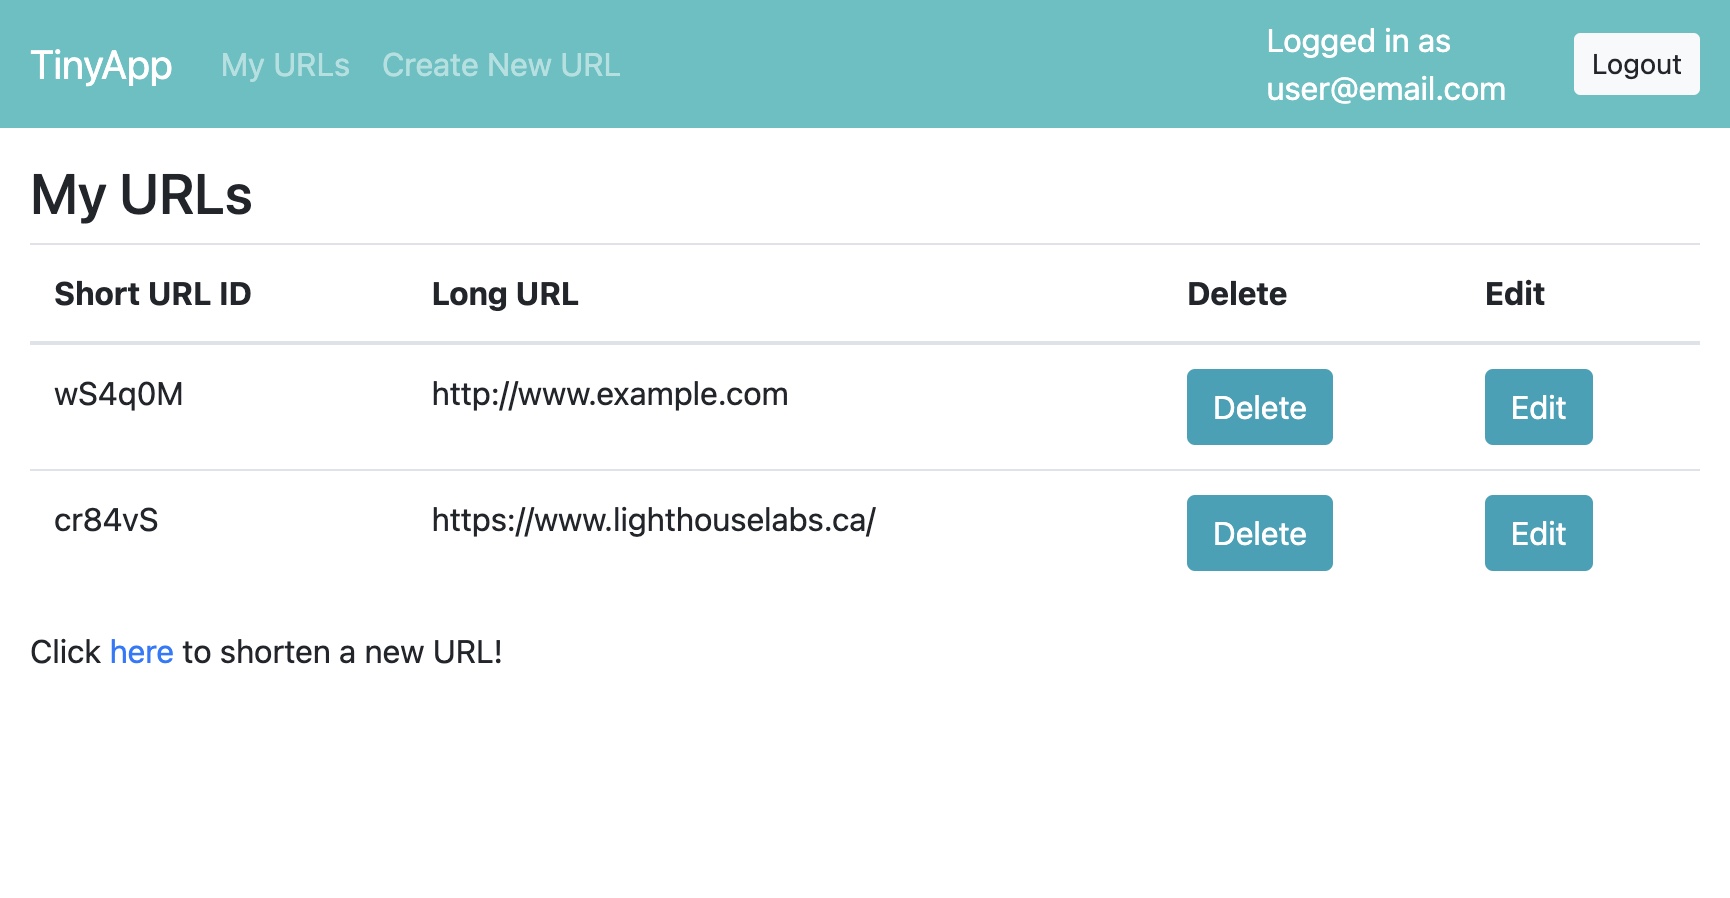 TinyApp My URLs Create New URL
Logged in as
user@email.com
Logout
My URLs
Short URL ID Long URL Delete Edit
wS4q0M http://www.example.com Delete Edit
cr84vS https://www.lighthouselabs.ca/ Delete Edit
Click here to shorten a new URL!